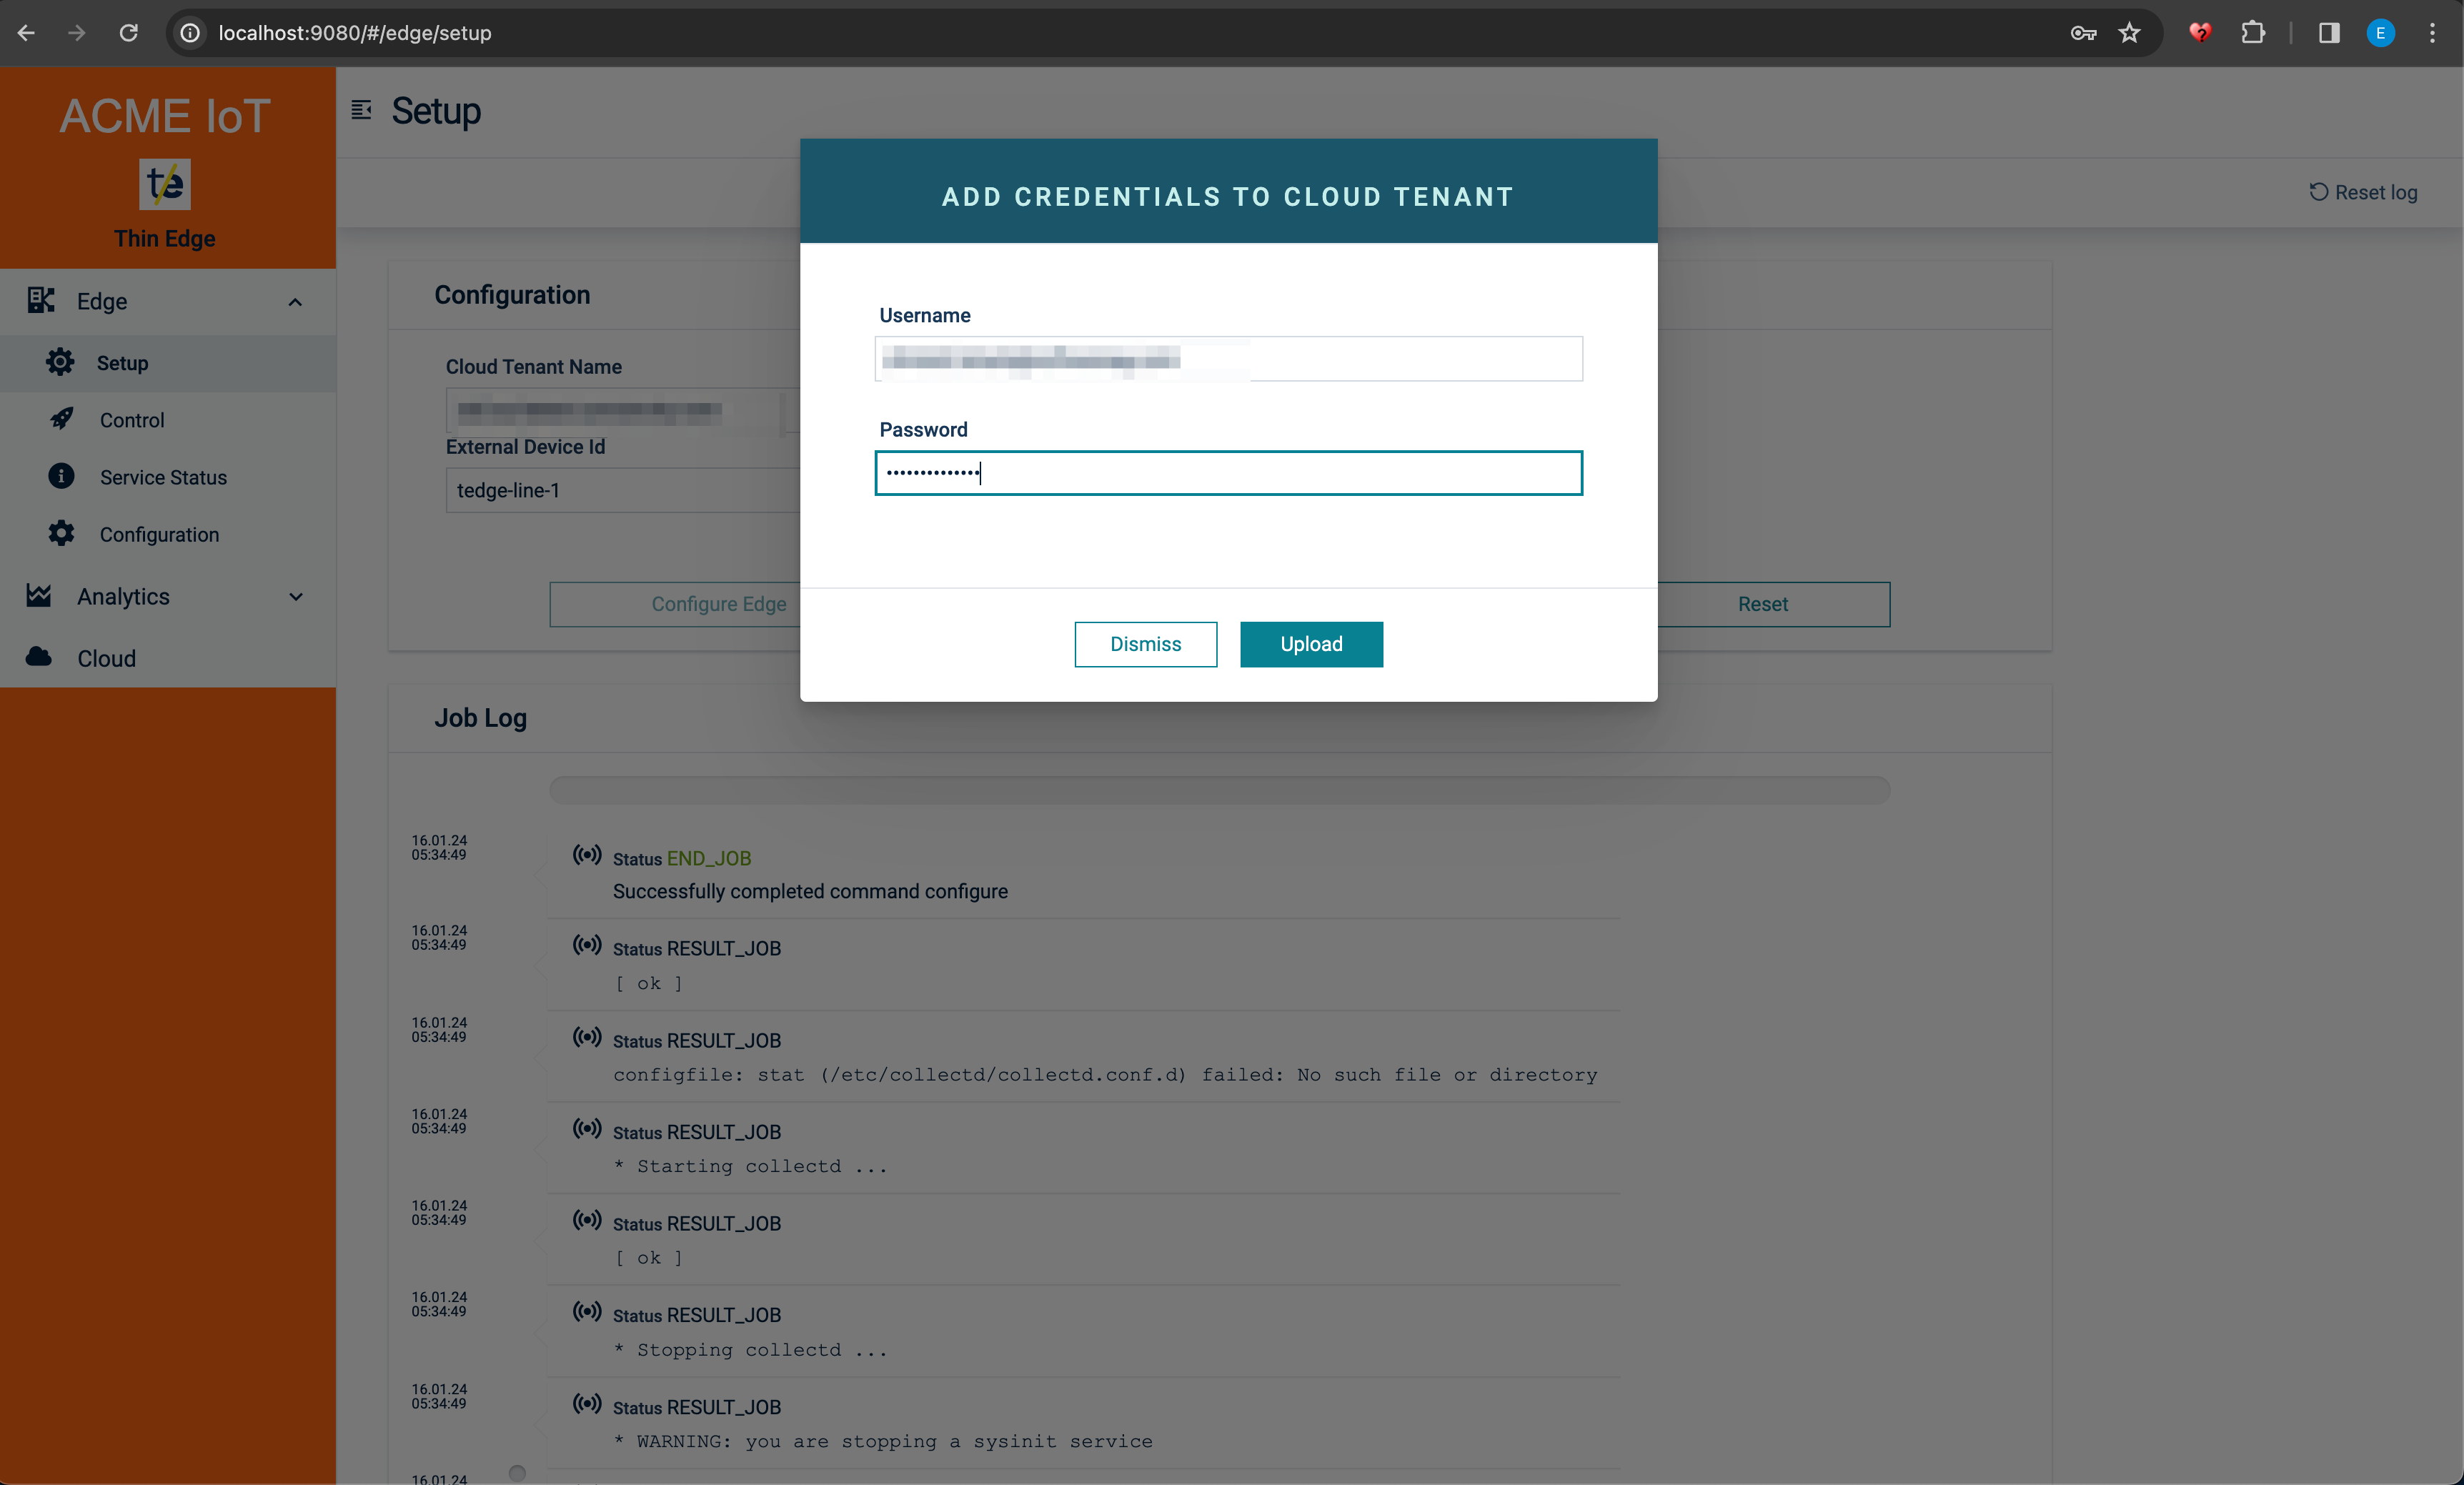 localhost:9080/#/edge/setup
E
ACME IoT
te
Thin Edge
Edge
Setup
Control
Service Status
Configuration
Analytics
Cloud
Setup
Reset log
Configuration
Cloud Tenant Name
External Device Id
tedge-line-1
Configure Edge
Reset
ADD CREDENTIALS TO CLOUD TENANT
Username
Password
••••••••••••••
Dismiss
Upload
Job Log
16.01.24
05:34:49
Status END_JOB
Successfully completed command configure
16.01.24
05:34:49
Status RESULT_JOB
[ ok ]
16.01.24
05:34:49
Status RESULT_JOB
configfile: stat (/etc/collectd/collectd.conf.d) failed: No such file or directory
16.01.24
05:34:49
Status RESULT_JOB
* Starting collectd ...
16.01.24
05:34:49
Status RESULT_JOB
[ ok ]
16.01.24
05:34:49
Status RESULT_JOB
* Stopping collectd ...
16.01.24
05:34:49
Status RESULT_JOB
* WARNING: you are stopping a sysinit service
16.01.24